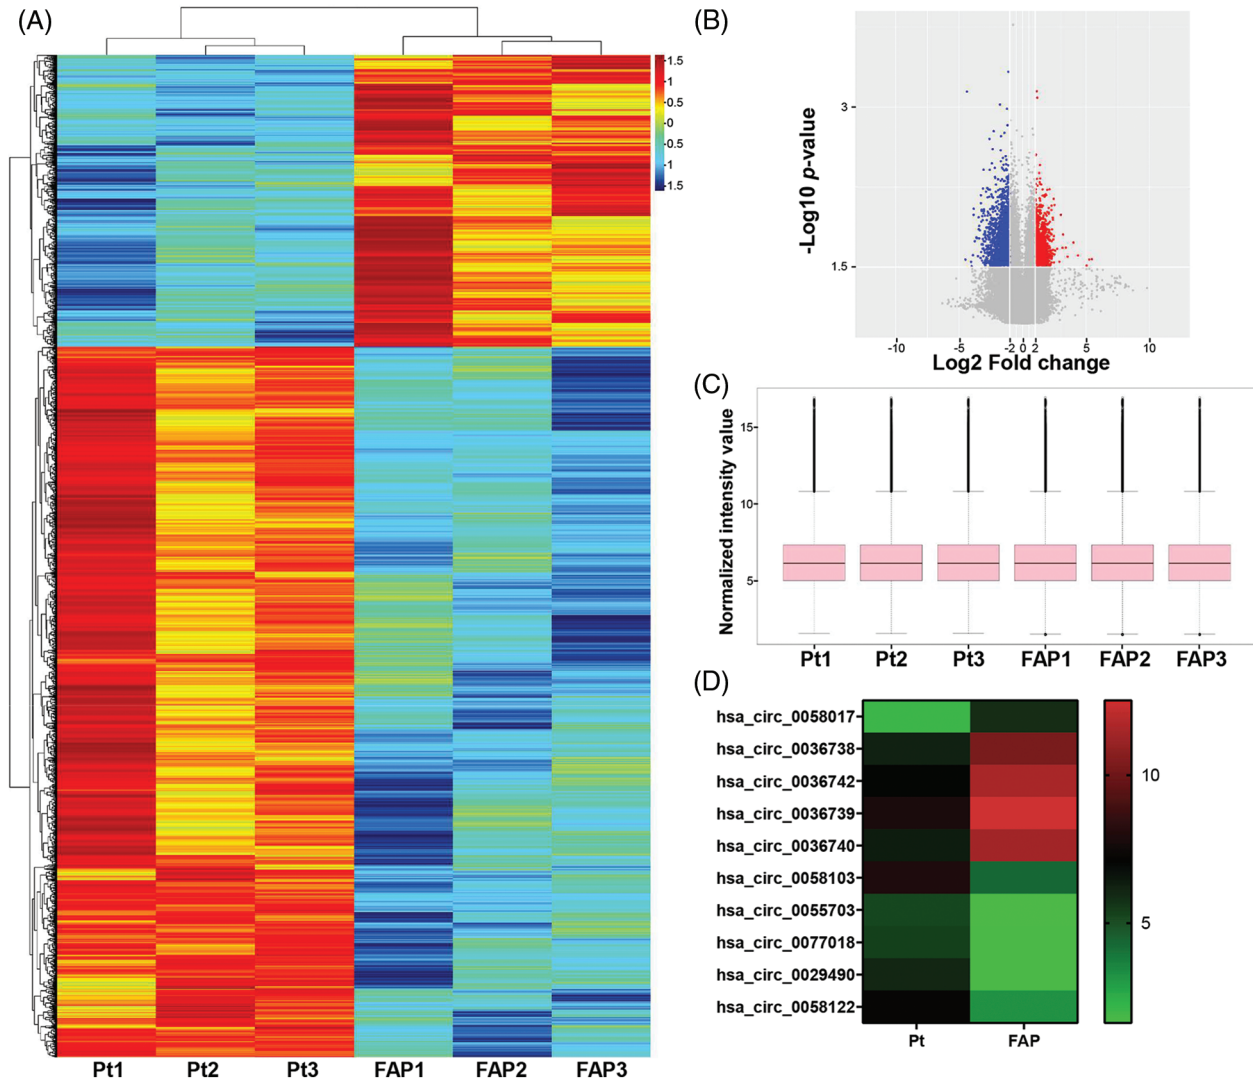 (A)
1.5
1
0.5
0
0.5
1
1.5
Pt1 Pt2 Pt3 FAP1 FAP2 FAP3
(B)
-Log10 p-value
3
1.5
-10 -5 -2 0 2 5 10
Log2 Fold change
(C)
Normalized intensity value
15
10
5
Pt1 Pt2 Pt3 FAP1 FAP2 FAP3
(D)
hsa_circ_0058017
hsa_circ_0036738
hsa_circ_0036742
hsa_circ_0036739
hsa_circ_0036740
hsa_circ_0058103
hsa_circ_0055703
hsa_circ_0077018
hsa_circ_0029490
hsa_circ_0058122
Pt FAP
10
5